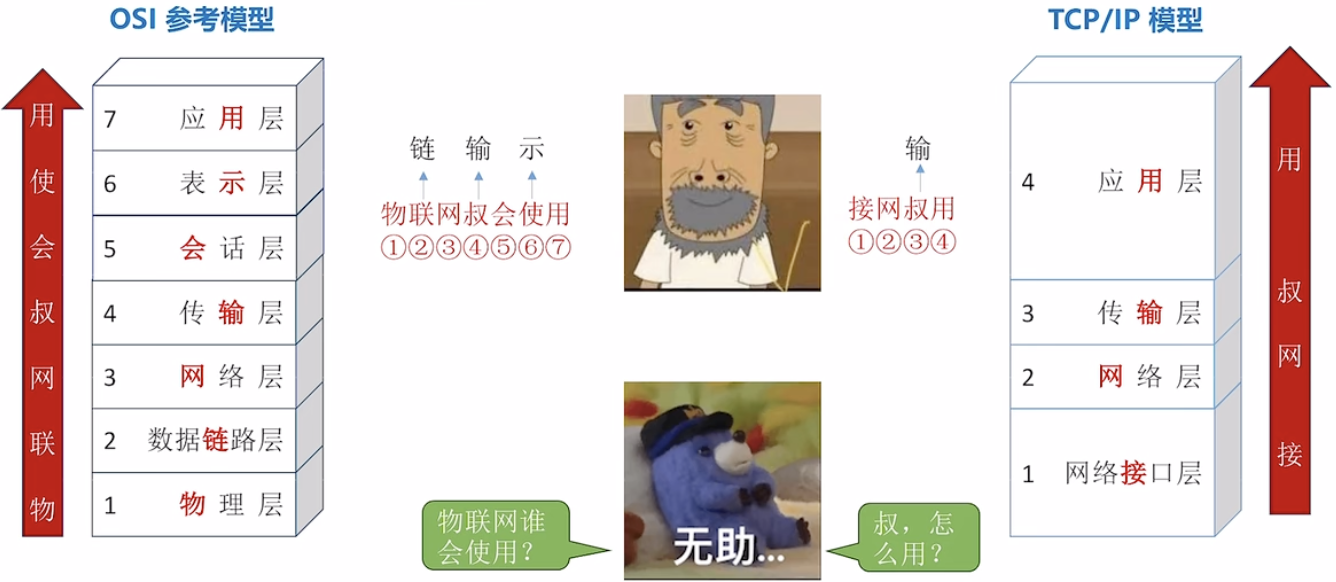 OSI 参考模型
用
使
会
叔
网
联
物
7 应用层
6 表示层
5 会话层
4 传输层
3 网络层
2 数据链路层
1 物理层
链 输 示
物联网叔会使用
①②③④⑤⑥⑦
输
接网叔用
①②③④
物联网谁
会使用？
无助...
叔，怎
么用？
TCP/IP 模型
4 应用层
3 传输层
2 网络层
1 网络接口层
用
叔
网
接